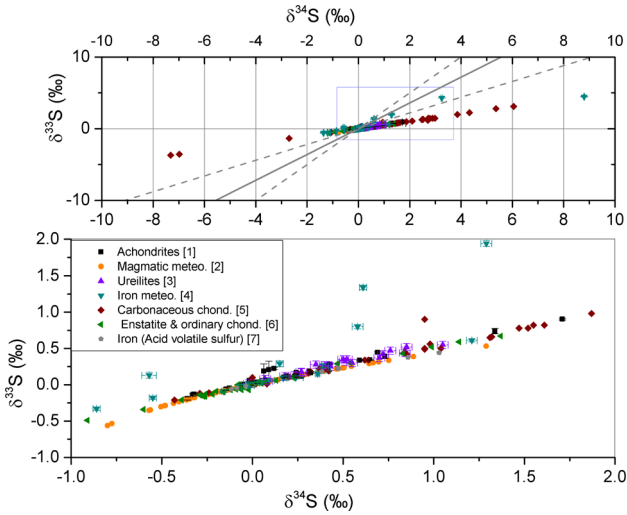 δ³⁴S (‰)
-10 -8 -6 -4 -2 0 2 4 6 8 10
10
0
-10
δ³³S (‰)
-10 -8 -6 -4 -2 0 2 4 6 8 10
2.0
1.5
1.0
0.5
0.0
-0.5
-1.0
δ³³S (‰)
Achondrites [1]
Magmatic meteo. [2]
Ureilites [3]
Iron meteo. [4]
Carbonaceous chond. [5]
Enstatite & ordinary chond. [6]
Iron (Acid volatile sulfur) [7]
-1.0 -0.5 0.0 0.5 1.0 1.5 2.0
δ³⁴S (‰)